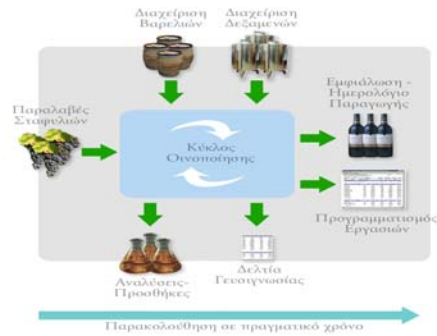 Διαχείριση
Βαρελιών
Διαχείριση
Δεξαμενών
Παραλαβές
Σταφυλιών
Κύκλος
Οινοποίησης
Εμφιάλωση -
Ημερολόγιο
Παραγωγής
Προγραμματισμός
Εργασιών
Αναλύσεις-
Προσθήκες
Δελτία
Γευσιγνωσίας
Παρακολούθηση σε πραγματικό χρόνο